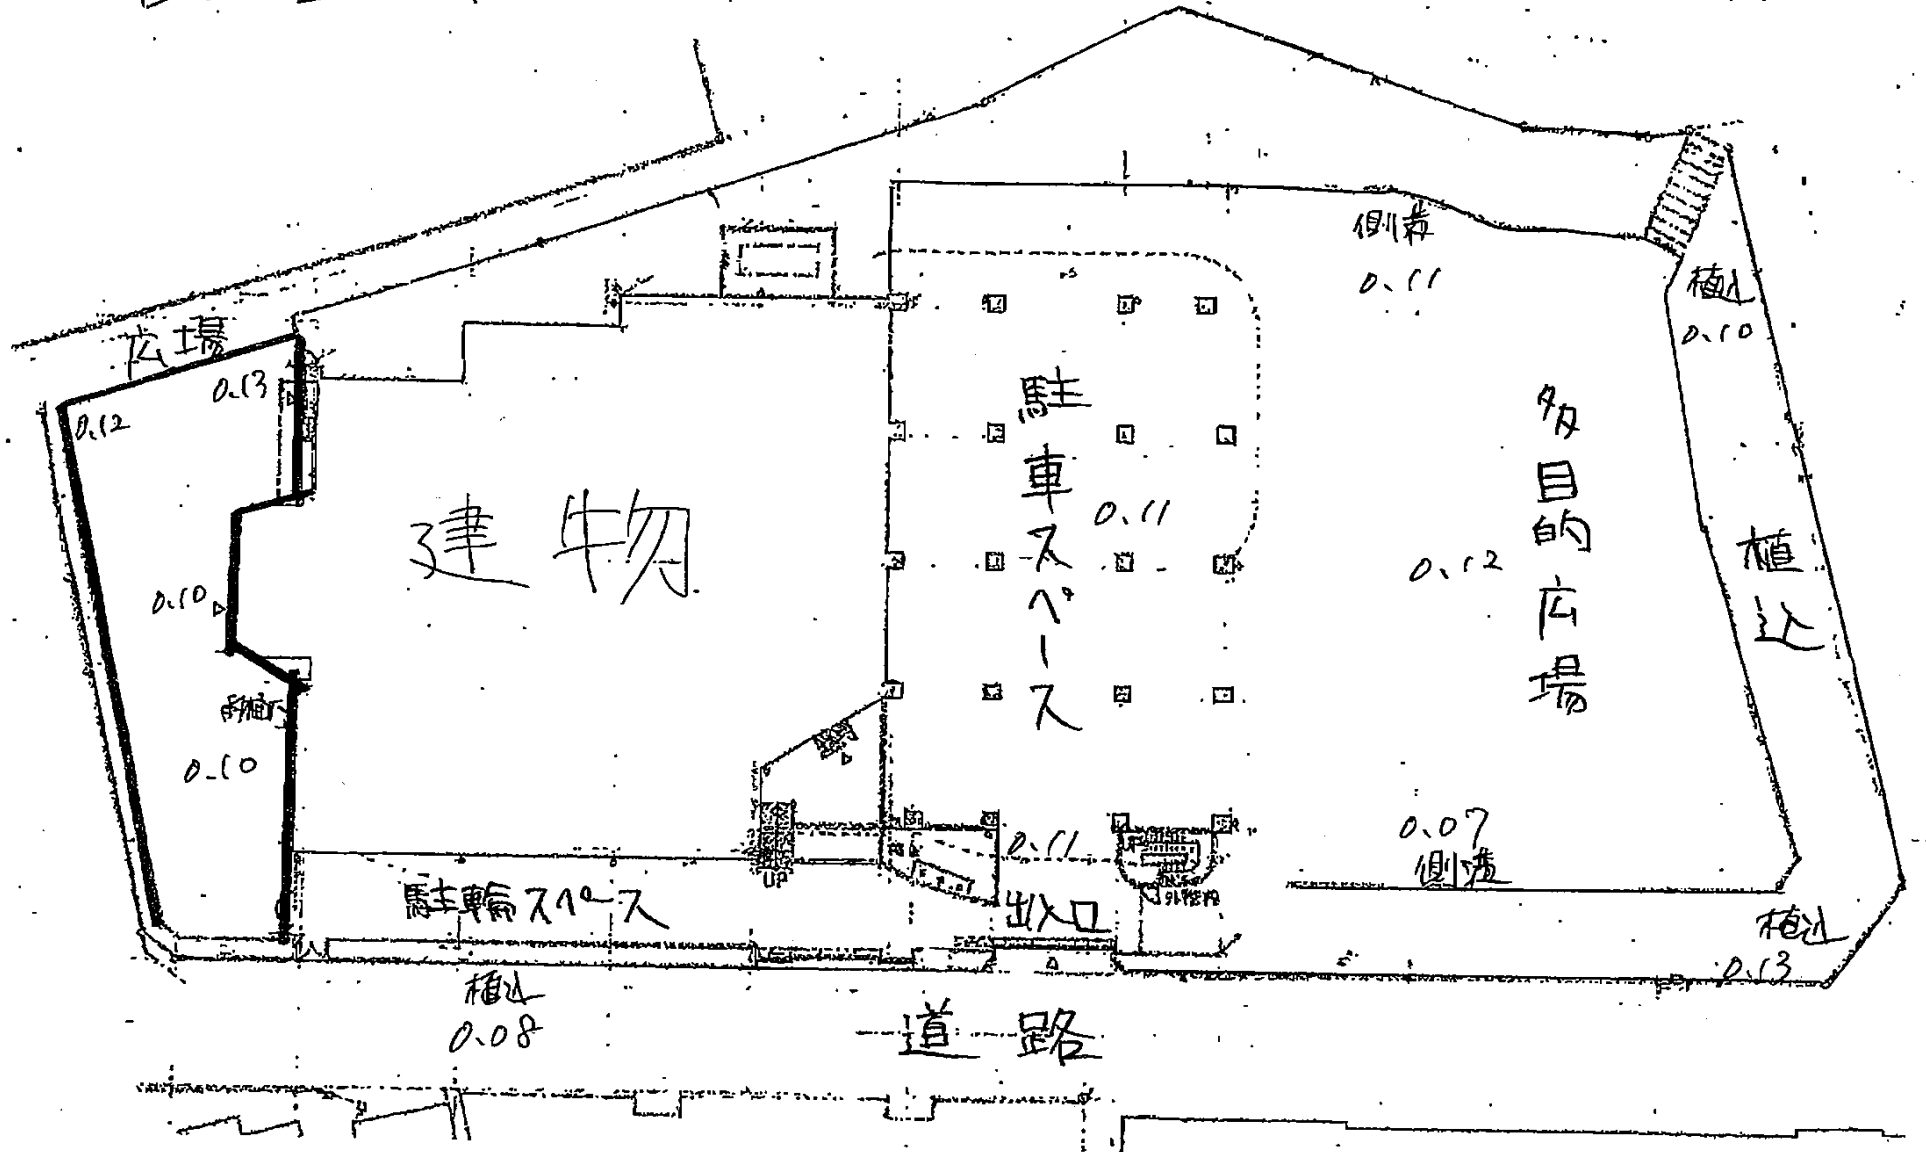 側溝
0.11
植込
0.10
広場
0.13
0.12
駐車スペース
0.11
多目的広場
0.12
建物
植込
0.10
0.10
0.11
0.07
側溝
UP
駐輪スペース
出入口
植込
0.13
植込
0.08
道路